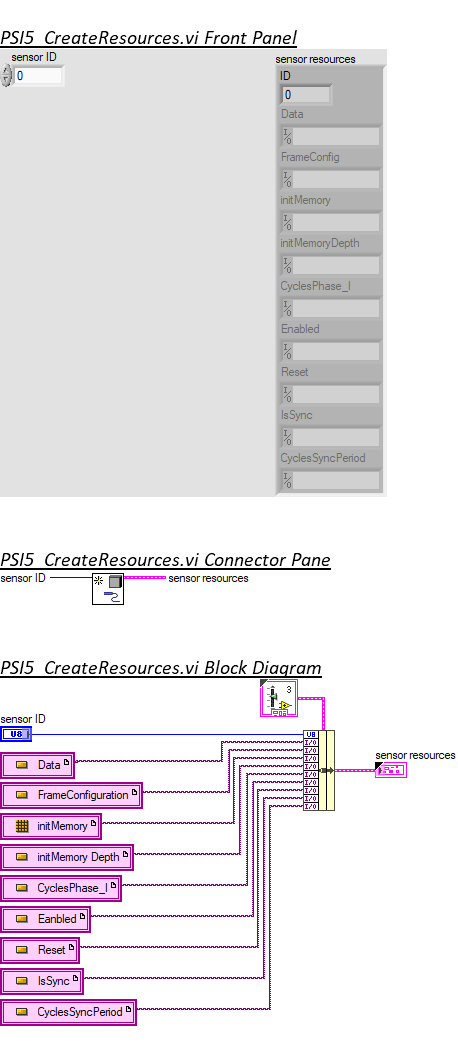 PSI5_CreateResources.vi Front Panel
sensor ID
0
sensor resources
ID
0
Data
FrameConfig
initMemory
initMemoryDepth
CyclesPhase_I
Enabled
Reset
IsSync
CyclesSyncPeriod
PSI5_CreateResources.vi Connector Pane
sensor ID
sensor resources
PSI5_CreateResources.vi Block Diagram
3
sensor ID
U8
U8
I/O
I/O
I/O
I/O
I/O
I/O
I/O
I/O
I/O
sensor resources
Data
FrameConfiguration
initMemory
initMemory Depth
CyclesPhase_I
Eanbled
Reset
IsSync
CyclesSyncPeriod